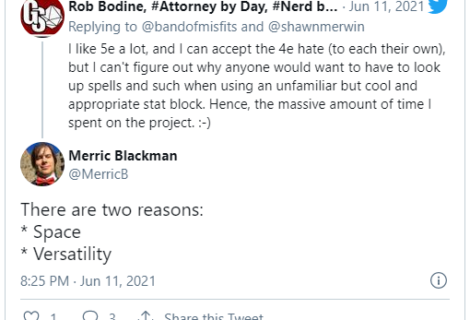 Rob Bodine, #Attorney by Day, #Nerd b... · Jun 11, 2021
Replying to @bandofmisfits and @shawnmerwin
I like 5e a lot, and I can accept the 4e hate (to each their own),
but I can't figure out why anyone would want to have to look
up spells and such when using an unfamiliar but cool and
appropriate stat block. Hence, the massive amount of time I
spent on the project. :-)
Merric Blackman
@MerricB
There are two reasons:
* Space
* Versatility
8:25 PM · Jun 11, 2021
1 3 Share this Tweet